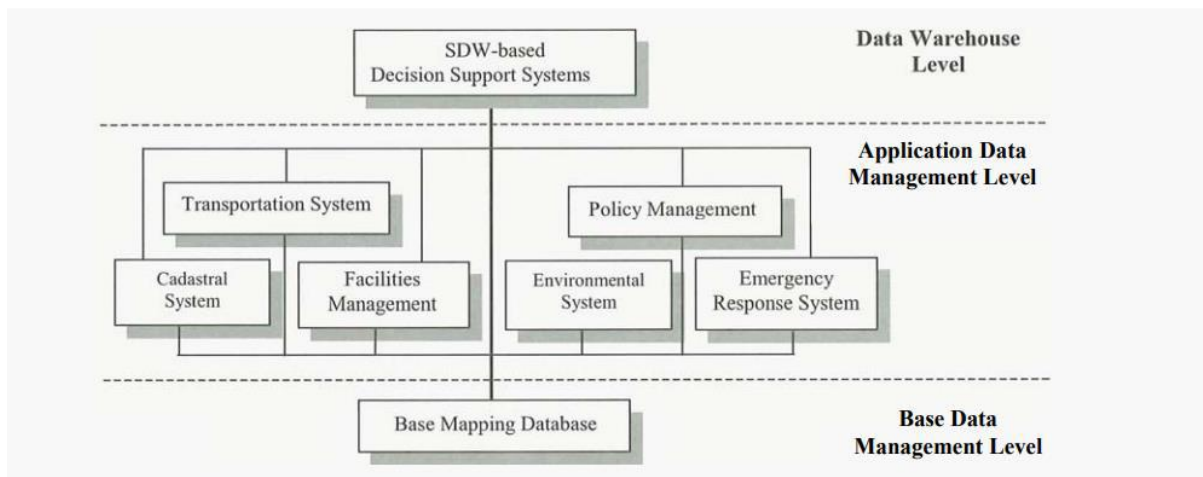 SDW-based
Decision Support Systems
Data Warehouse
Level
Application Data
Management Level
Transportation System
Policy Management
Cadastral
System
Facilities
Management
Environmental
System
Emergency
Response System
Base Mapping Database
Base Data
Management Level